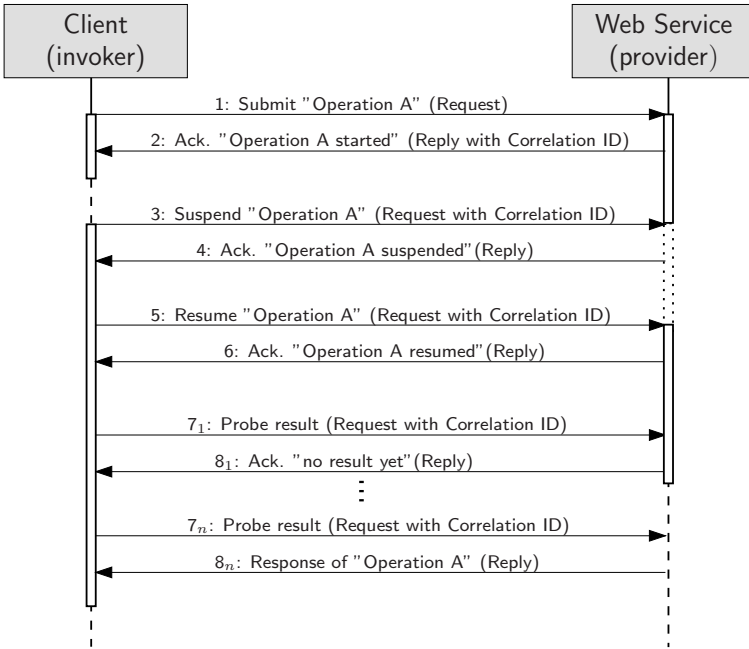 Client
(invoker)
Web Service
(provider)
1: Submit "Operation A" (Request)
2: Ack. "Operation A started" (Reply with Correlation ID)
3: Suspend "Operation A" (Request with Correlation ID)
4: Ack. "Operation A suspended"(Reply)
5: Resume "Operation A" (Request with Correlation ID)
6: Ack. "Operation A resumed"(Reply)
7₁: Probe result (Request with Correlation ID)
8₁: Ack. "no result yet"(Reply)
7ₙ: Probe result (Request with Correlation ID)
8ₙ: Response of "Operation A" (Reply)